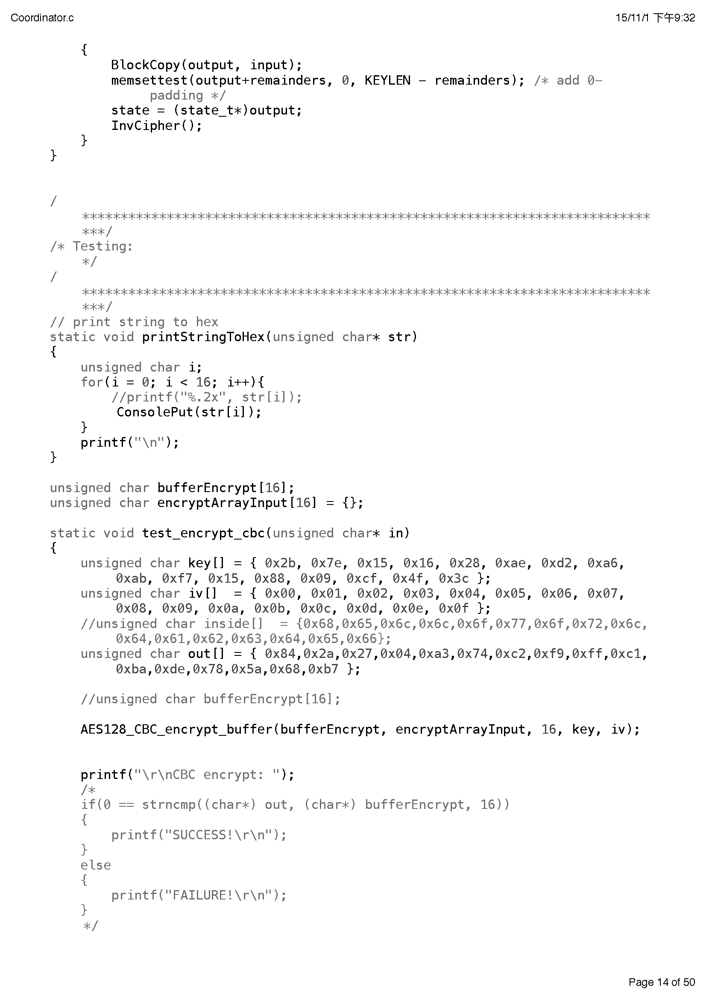 Coordinator.c 15/11/1 下午9:32
{
BlockCopy(output, input);
memsettest(output+remainders, 0, KEYLEN – remainders); /* add 0–
padding */
state = (state_t*)output;
InvCipher();
}
}
/
**************************************************************************
***/
/* Testing:
*/
/
**************************************************************************
***/
// print string to hex
static void printStringToHex(unsigned char* str)
{
unsigned char i;
for(i = 0; i < 16; i++){
//printf("%.2x", str[i]);
ConsolePut(str[i]);
}
printf("\n");
}
unsigned char bufferEncrypt[16];
unsigned char encryptArrayInput[16] = {};
static void test_encrypt_cbc(unsigned char* in)
{
unsigned char key[] = { 0x2b, 0x7e, 0x15, 0x16, 0x28, 0xae, 0xd2, 0xa6,
0xab, 0xf7, 0x15, 0x88, 0x09, 0xcf, 0x4f, 0x3c };
unsigned char iv[]  = { 0x00, 0x01, 0x02, 0x03, 0x04, 0x05, 0x06, 0x07,
0x08, 0x09, 0x0a, 0x0b, 0x0c, 0x0d, 0x0e, 0x0f };
//unsigned char inside[]  = {0x68,0x65,0x6c,0x6c,0x6f,0x77,0x6f,0x72,0x6c,
0x64,0x61,0x62,0x63,0x64,0x65,0x66};
unsigned char out[] = { 0x84,0x2a,0x27,0x04,0xa3,0x74,0xc2,0xf9,0xff,0xc1,
0xba,0xde,0x78,0x5a,0x68,0xb7 };
//unsigned char bufferEncrypt[16];
AES128_CBC_encrypt_buffer(bufferEncrypt, encryptArrayInput, 16, key, iv);
printf("\r\nCBC encrypt: ");
/*
if(0 == strncmp((char*) out, (char*) bufferEncrypt, 16))
{
printf("SUCCESS!\r\n");
}
else
{
printf("FAILURE!\r\n");
}
*/
Page 14 of 50